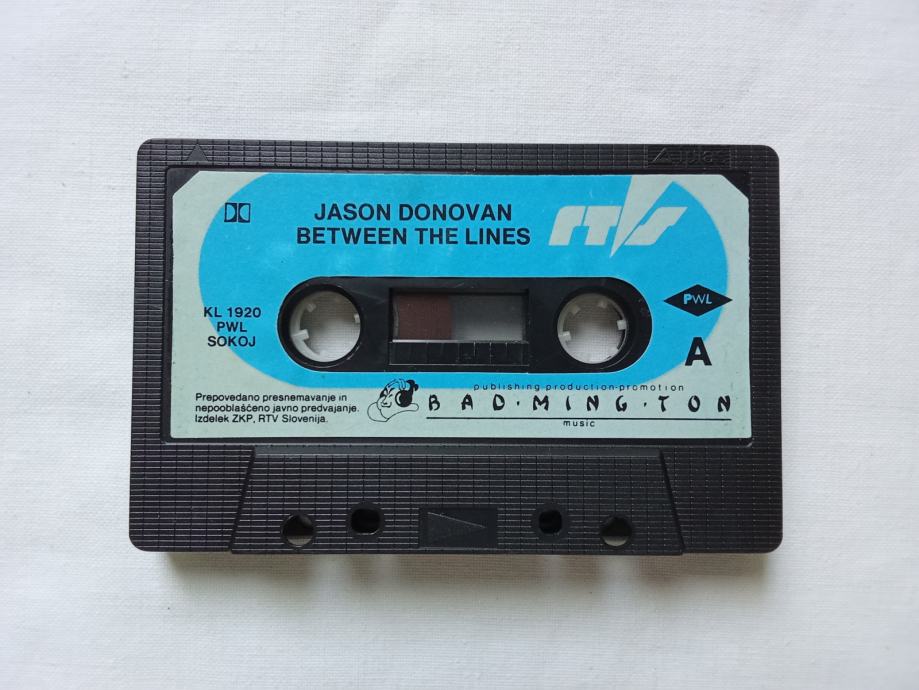 JASON DONOVAN
BETWEEN THE LINES
RTVS
KL 1920
PWL
SOKOJ
PWL
A
Prepovedano presnemavanje in
nepooblaščeno javno predvajanje.
Izdelek ZKP, RTV Slovenija.
publishing·production·promotion
BAD·MING·TON
music